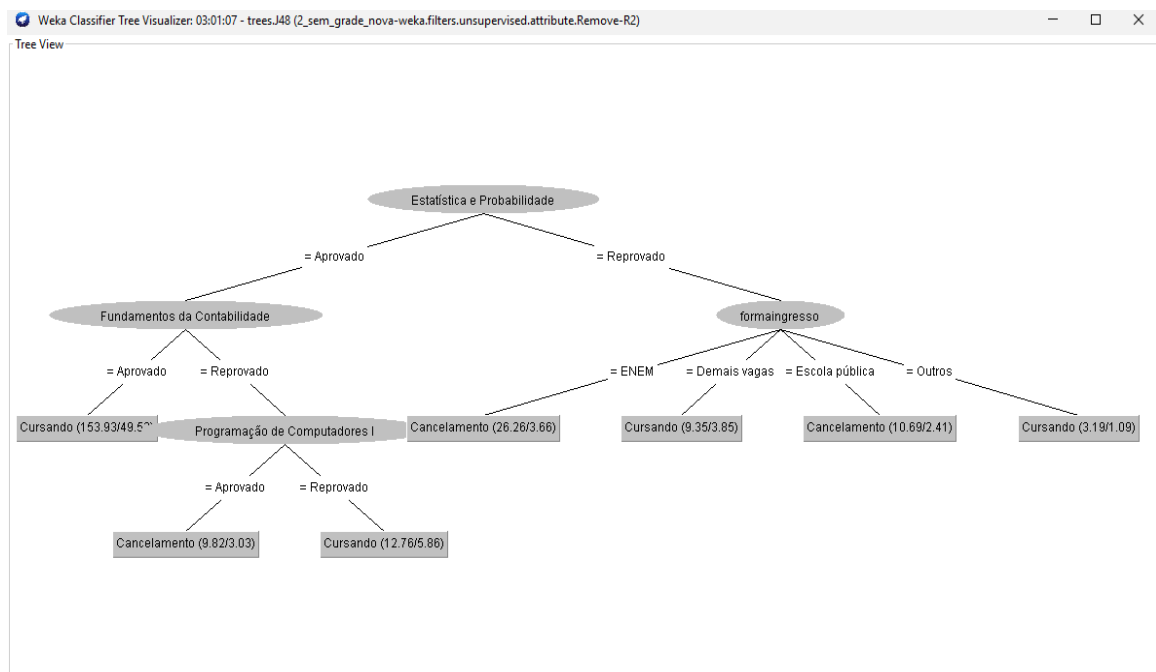 Weka Classifier Tree Visualizer: 03:01:07 - trees.J48 (2_sem_grade_nova-weka.filters.unsupervised.attribute.Remove-R2)
Tree View
Estatística e Probabilidade
= Aprovado
= Reprovado
Fundamentos da Contabilidade
formaingresso
= Aprovado
= Reprovado
= ENEM
= Demais vagas
= Escola pública
= Outros
Cursando
Programação de Computadores I
Cancelamento (26.26/3.66)
Cursando (9.35/3.85)
Cancelamento (10.69/2.41)
Cursando (3.19/1.09)
= Aprovado
= Reprovado
Cancelamento (9.82/3.03)
Cursando (12.76/5.86)